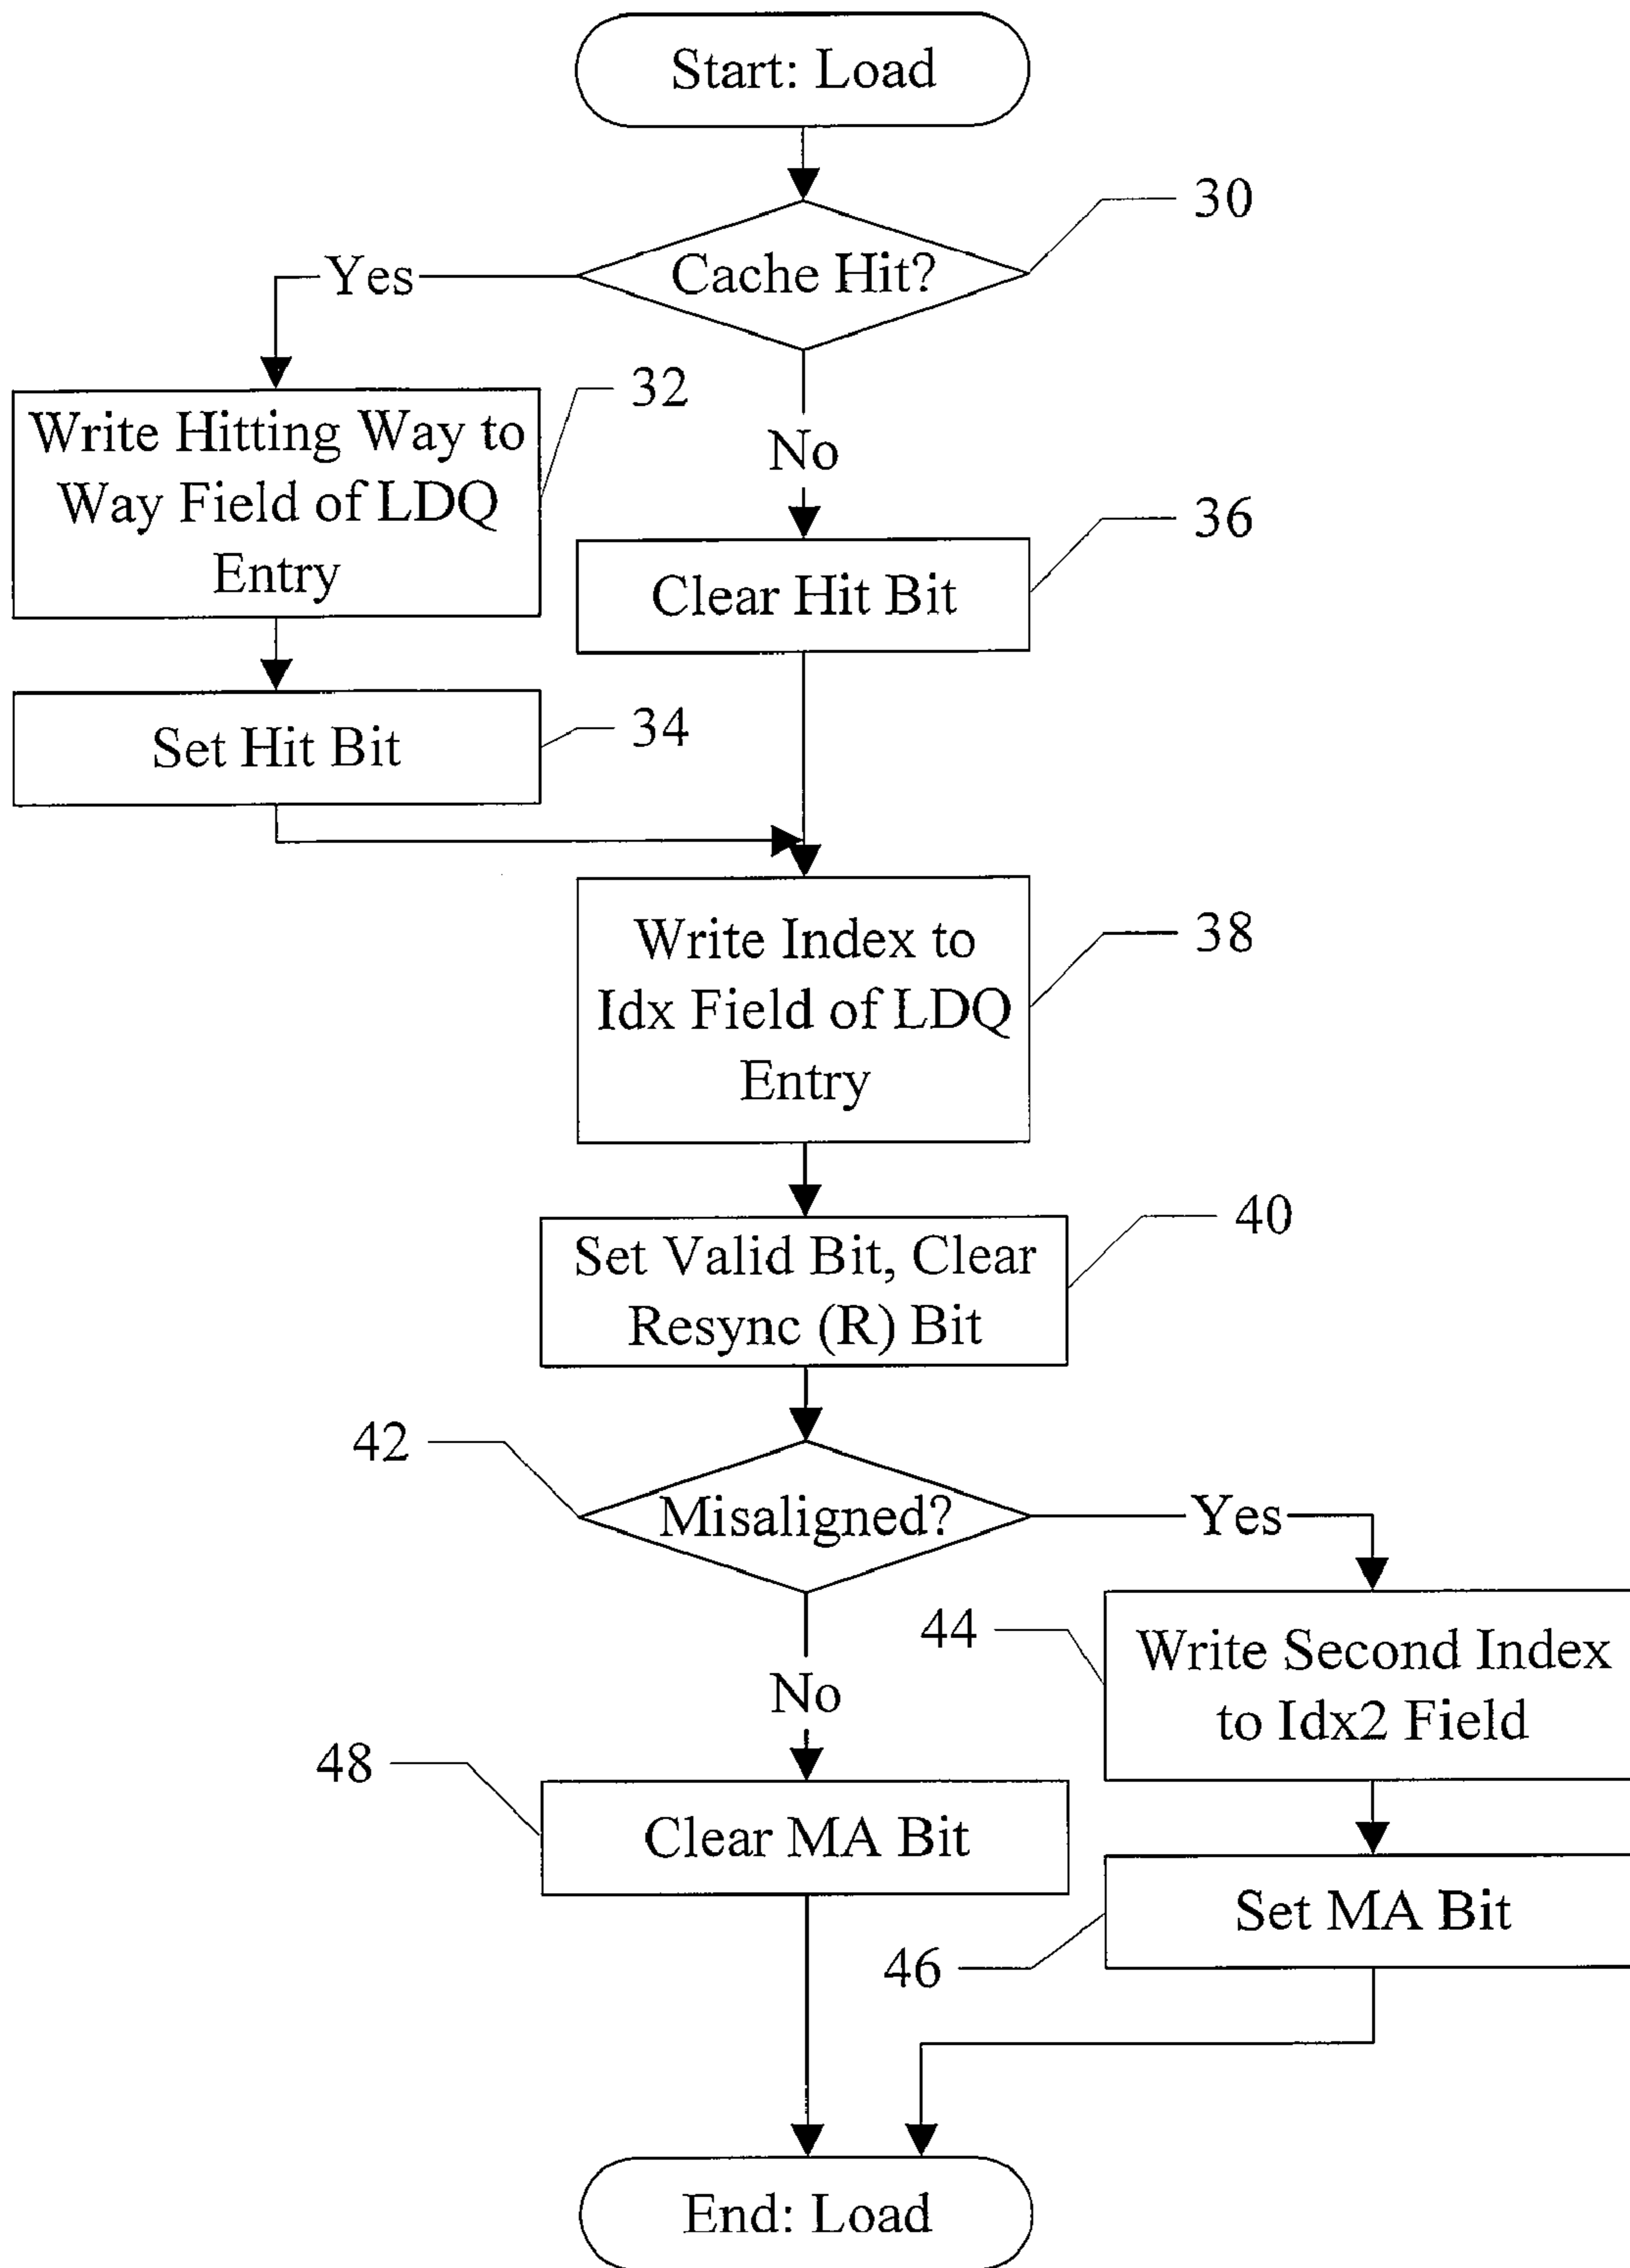 Start: Load
30
Cache Hit?
Yes
32
Write Hitting Way to
Way Field of LDQ
Entry
No
36
Clear Hit Bit
34
Set Hit Bit
38
Write Index to
Idx Field of LDQ
Entry
40
Set Valid Bit, Clear
Resync (R) Bit
42
Misaligned?
Yes
44
Write Second Index
to Idx2 Field
No
48
Clear MA Bit
Set MA Bit
46
End: Load